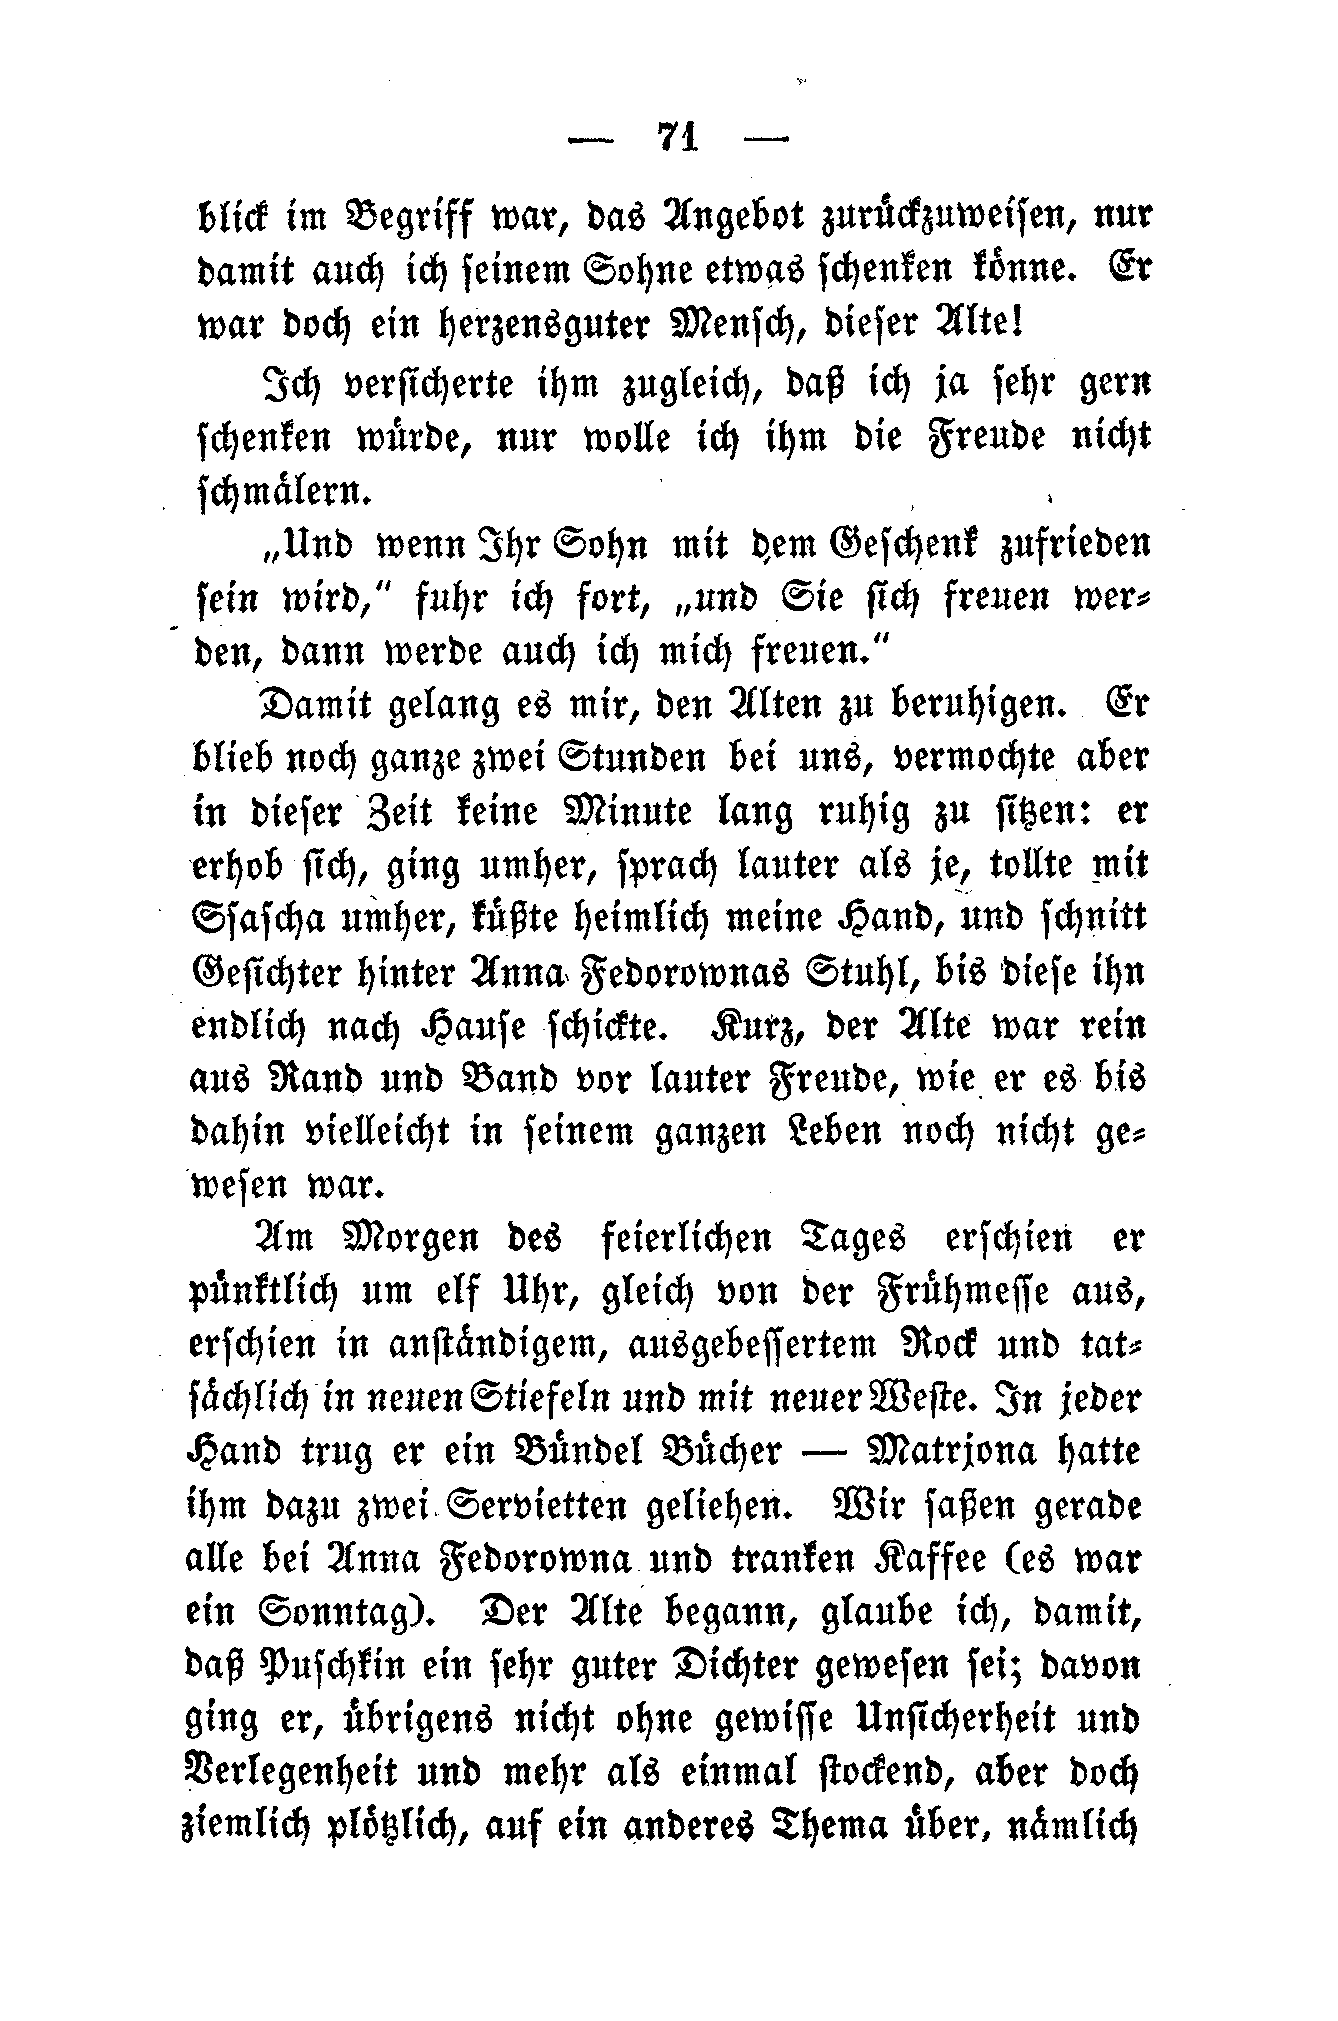 — 71 —
blick im Begriff war, das Angebot zurückzuweisen, nur
damit auch ich seinem Sohne etwas schenken könne. Er
war doch ein herzensguter Mensch, dieser Alte!
Ich versicherte ihm zugleich, daß ich ja sehr gern
schenken würde, nur wolle ich ihm die Freude nicht
schmälern.
„Und wenn Ihr Sohn mit dem Geschenk zufrieden
sein wird,“ fuhr ich fort, „und Sie sich freuen wer-
den, dann werde auch ich mich freuen.“
Damit gelang es mir, den Alten zu beruhigen. Er
blieb noch ganze zwei Stunden bei uns, vermochte aber
in dieser Zeit keine Minute lang ruhig zu sitzen: er
erhob sich, ging umher, sprach lauter als je, tollte mit
Ssascha umher, küßte heimlich meine Hand, und schnitt
Gesichter hinter Anna Fedorownas Stuhl, bis diese ihn
endlich nach Hause schickte. Kurz, der Alte war rein
aus Rand und Band vor lauter Freude, wie er es bis
dahin vielleicht in seinem ganzen Leben noch nicht ge-
wesen war.
Am Morgen des feierlichen Tages erschien er
pünktlich um elf Uhr, gleich von der Frühmesse aus,
erschien in anständigem, ausgebessertem Rock und tat-
sächlich in neuen Stiefeln und mit neuer Weste. In jeder
Hand trug er ein Bündel Bücher — Matrjona hatte
ihm dazu zwei Servietten geliehen. Wir saßen gerade
alle bei Anna Fedorowna und tranken Kaffee (es war
ein Sonntag). Der Alte begann, glaube ich, damit,
daß Puschkin ein sehr guter Dichter gewesen sei; davon
ging er, übrigens nicht ohne gewisse Unsicherheit und
Verlegenheit und mehr als einmal stockend, aber doch
ziemlich plötzlich, auf ein anderes Thema über, nämlich